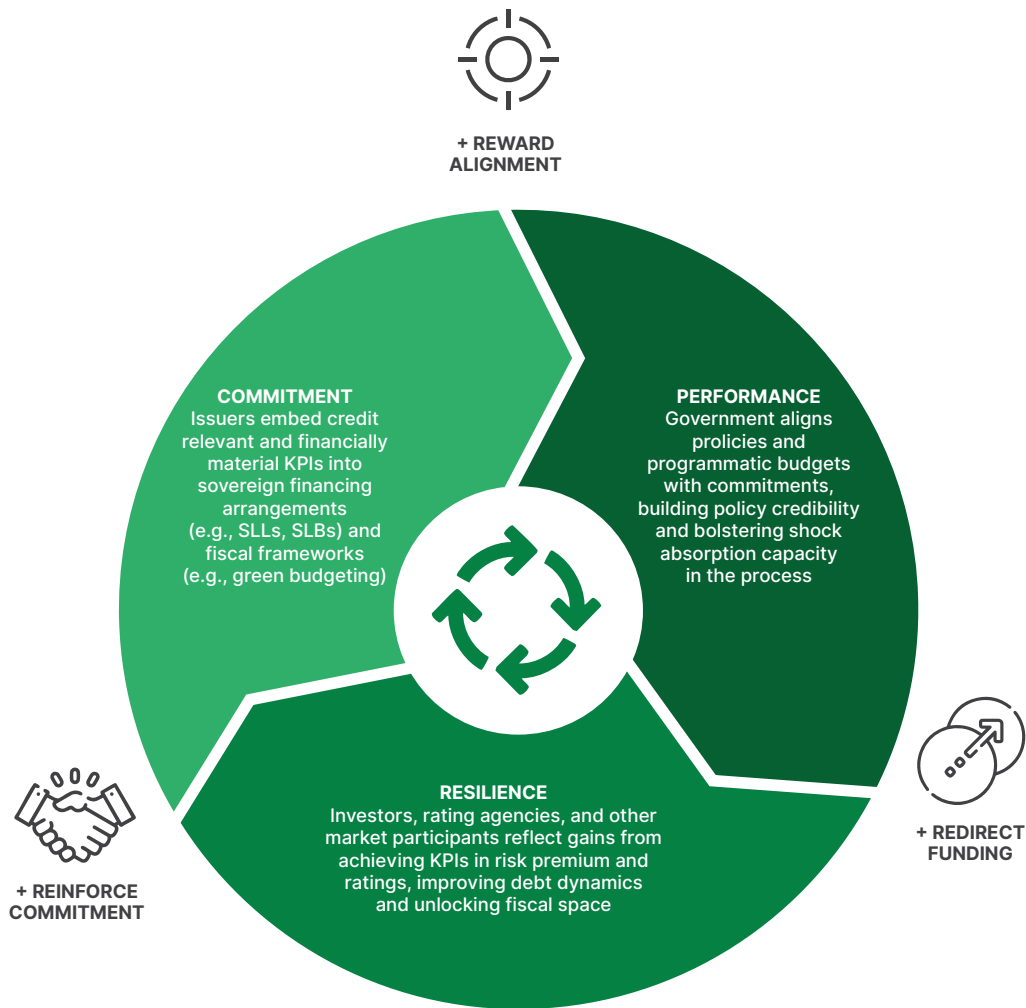 + REWARD
ALIGNMENT
COMMITMENT
Issuers embed credit
relevant and financially
material KPIs into
sovereign financing
arrangements
(e.g., SLLs, SLBs) and
fiscal frameworks
(e.g., green budgeting)
PERFORMANCE
Government aligns
prolicies and
programmatic budgets
with commitments,
building policy credibility
and bolstering shock
absorption capacity
in the process
RESILIENCE
Investors, rating agencies, and other
market participants reflect gains from
achieving KPIs in risk premium and
ratings, improving debt dynamics
and unlocking fiscal space
+ REDIRECT
FUNDING
+ REINFORCE
COMMITMENT